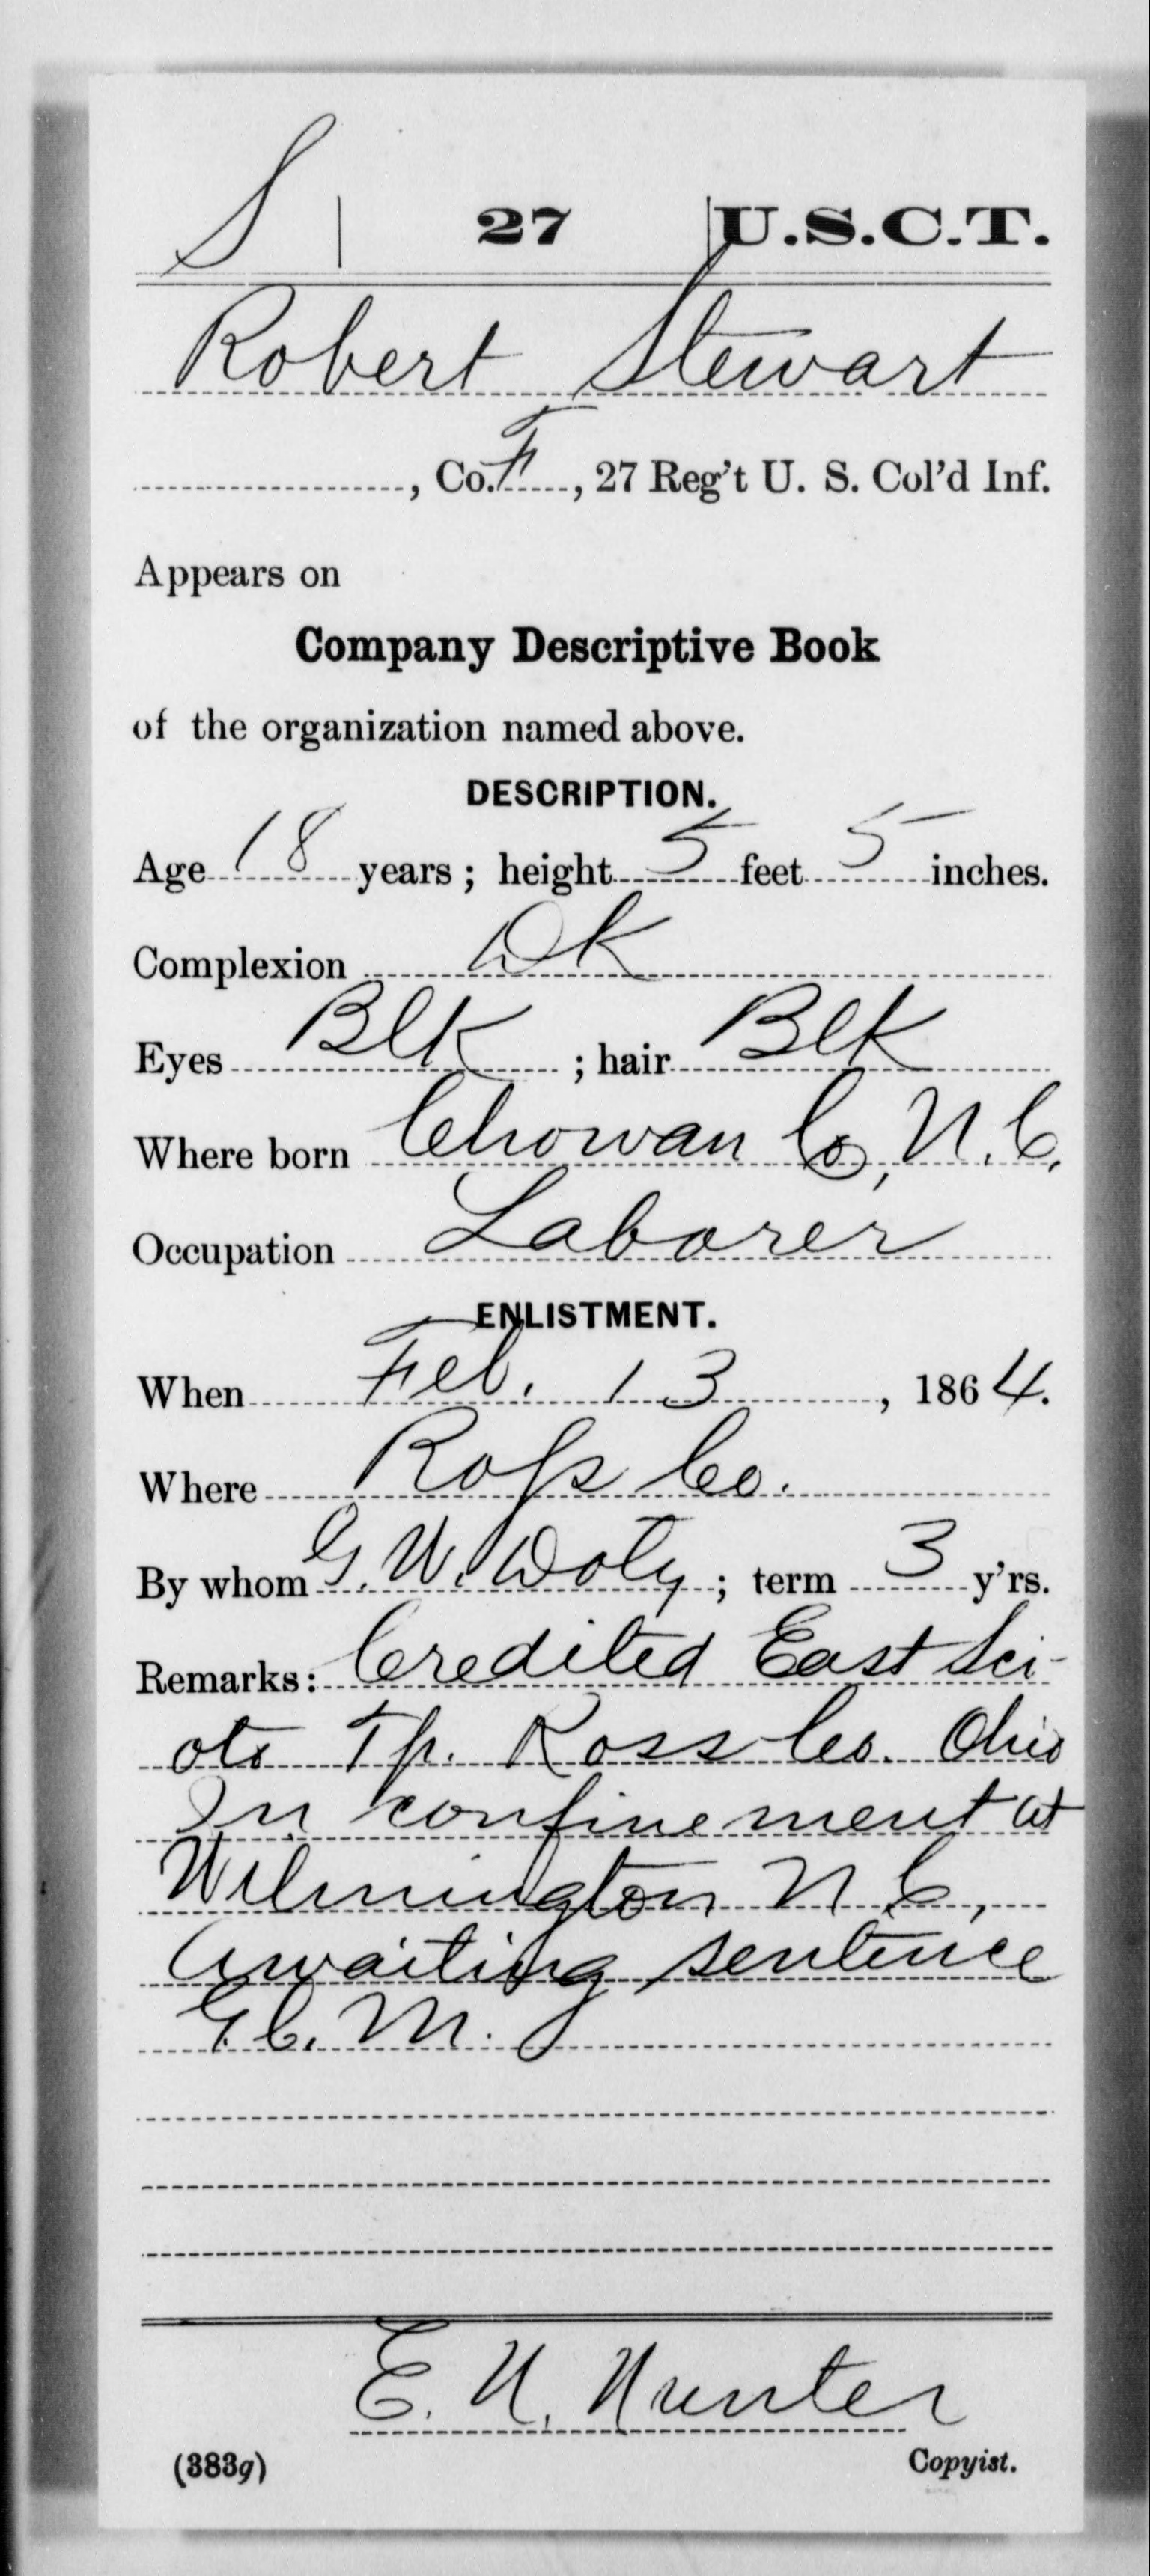 S | 27 | U.S.C.T.
Robert Stewart
, Co. F, 27 Reg't U. S. Col'd Inf.
Appears on
Company Descriptive Book
of the organization named above.
DESCRIPTION.
Age 18 years; height 5 feet 5 inches.
Complexion Dk
Eyes Blk; hair Blk
Where born Chowan Co, N.C.
Occupation Laborer
ENLISTMENT.
When Feb. 13, 1864.
Where Ross Co.
By whom G. W. Doty; term 3 y'rs.
Remarks: Credited East Sci-
oto Tp. Ross Co. Ohio
In confinement at
Wilmington N.C,
Awaiting sentence
G.C.M.
E. N. Hunter
(383g) Copyist.